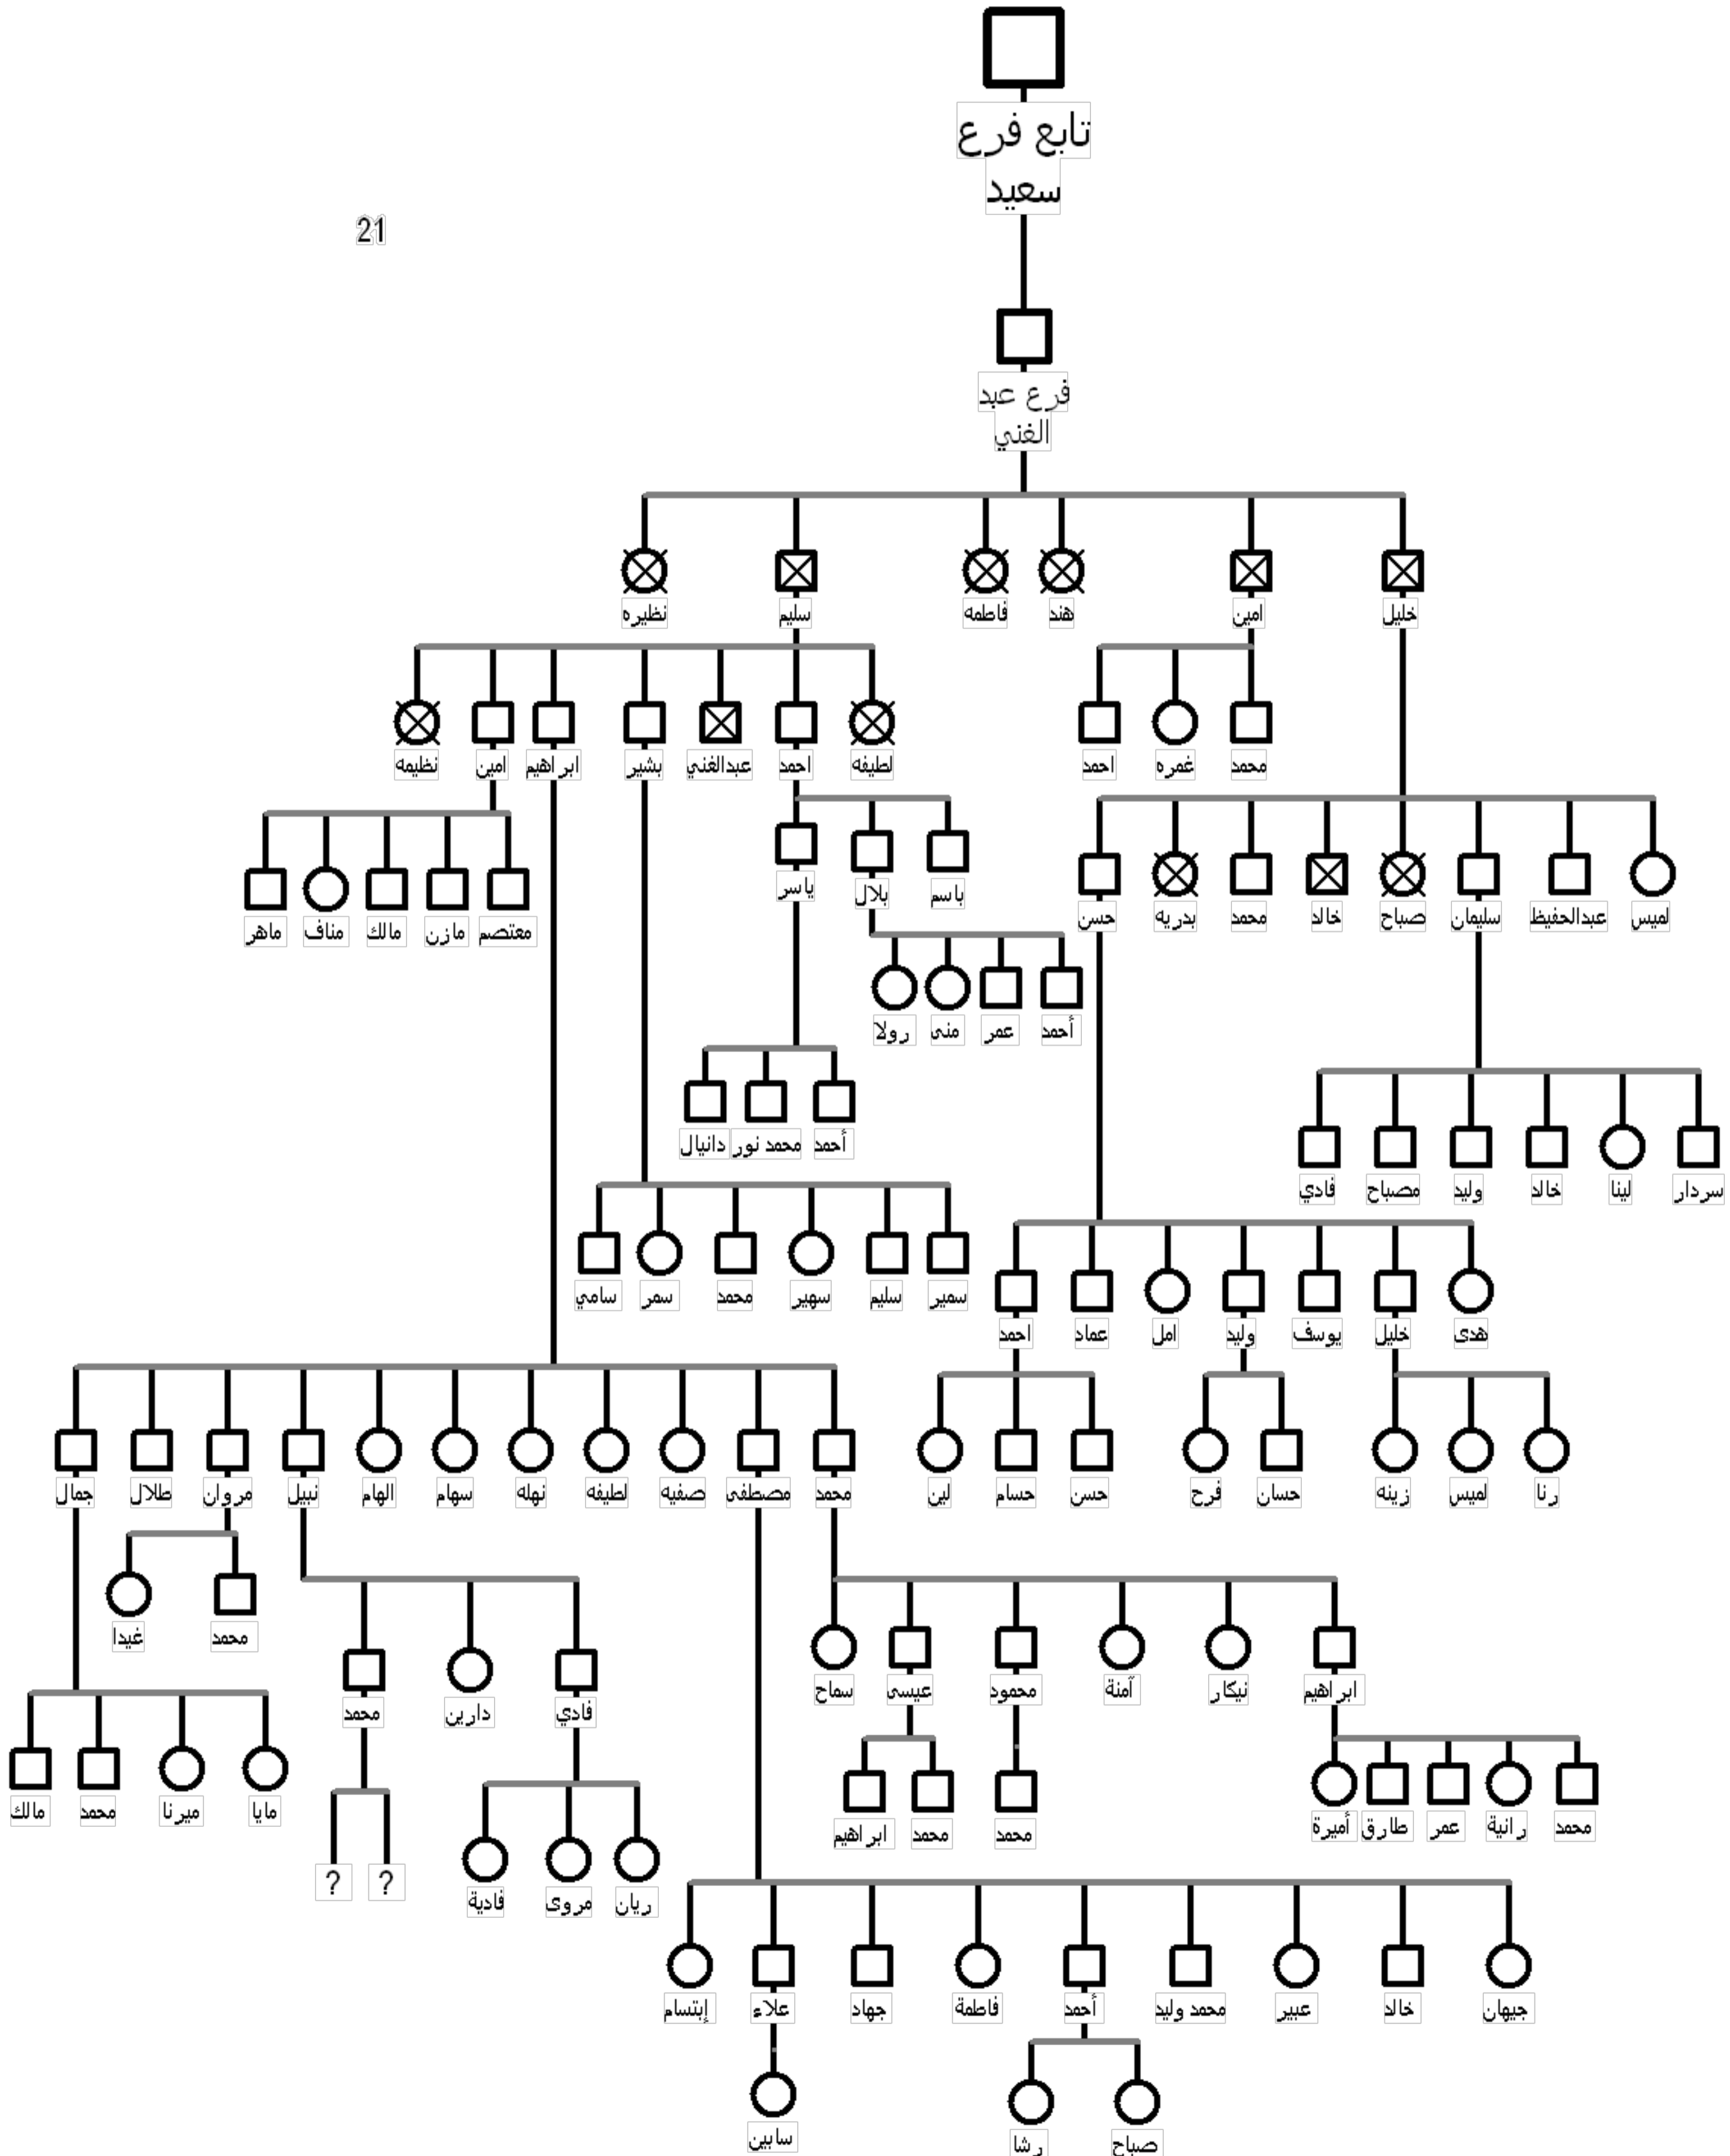 تابع فرع
سعيد
21
فرع عبد
الغني
خليل
امين
هند
فاطمه
سليم
نظيره
محمد
غمره
احمد
لطيفه
احمد
عبدالغني
بشير
ابراهيم
امين
نظيمه
لميس
عبدالحفيظ
سليمان
صباح
خالد
محمد
بدريه
حسن
باسم
بلال
ياسر
معتصم
مازن
مالك
مناف
ماهر
أحمد
عمر
منى
رولا
أحمد
محمد نور
دانيال
سردار
لينا
خالد
وليد
مصباح
فادي
سمير
سليم
سهير
محمد
سمر
سامي
هدى
خليل
يوسف
وليد
امل
عماد
احمد
رنا
لميس
زينه
حسان
فرح
حسن
حسام
لين
محمد
مصطفى
صفيه
لطيفه
نهله
سهام
الهام
نبيل
مروان
طلال
جمال
محمد
غيدا
ابراهيم
نيكار
آمنة
محمود
عيسى
سماح
فادي
دارين
محمد
مايا
ميرنا
محمد
مالك
محمد
رانية
عمر
طارق
أميرة
محمد
محمد
ابراهيم
ريان
مروى
فادية
?
?
جيهان
خالد
عبير
محمد وليد
أحمد
فاطمة
جهاد
علاء
إبتسام
صباح
رشا
سابين